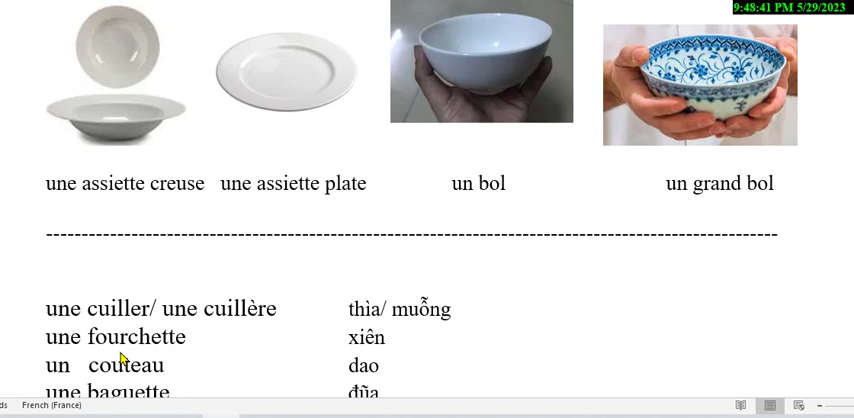 9:48:41 PM 5/29/2023
une assiette creuse une assiette plate un bol un grand bol
--------------------------------------------------------------------------------------------------------
une cuiller/ une cuillère thìa/ muỗng
une fourchette xiên
un couteau dao
une baguette đũa
ds French (France)